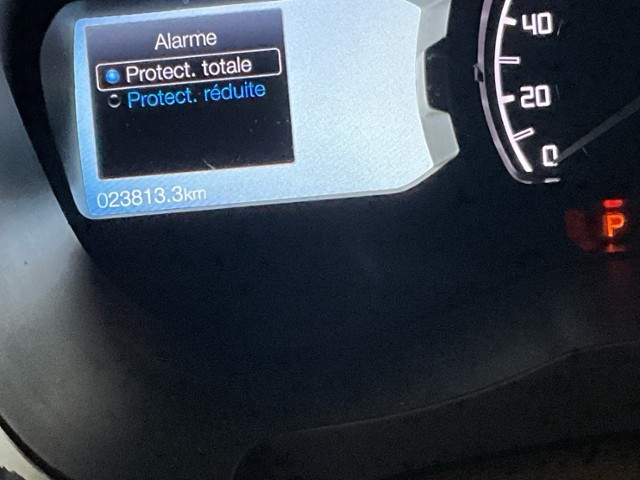 Alarme
Protect. totale
Protect. réduite
023813.3km
40
20
0
P